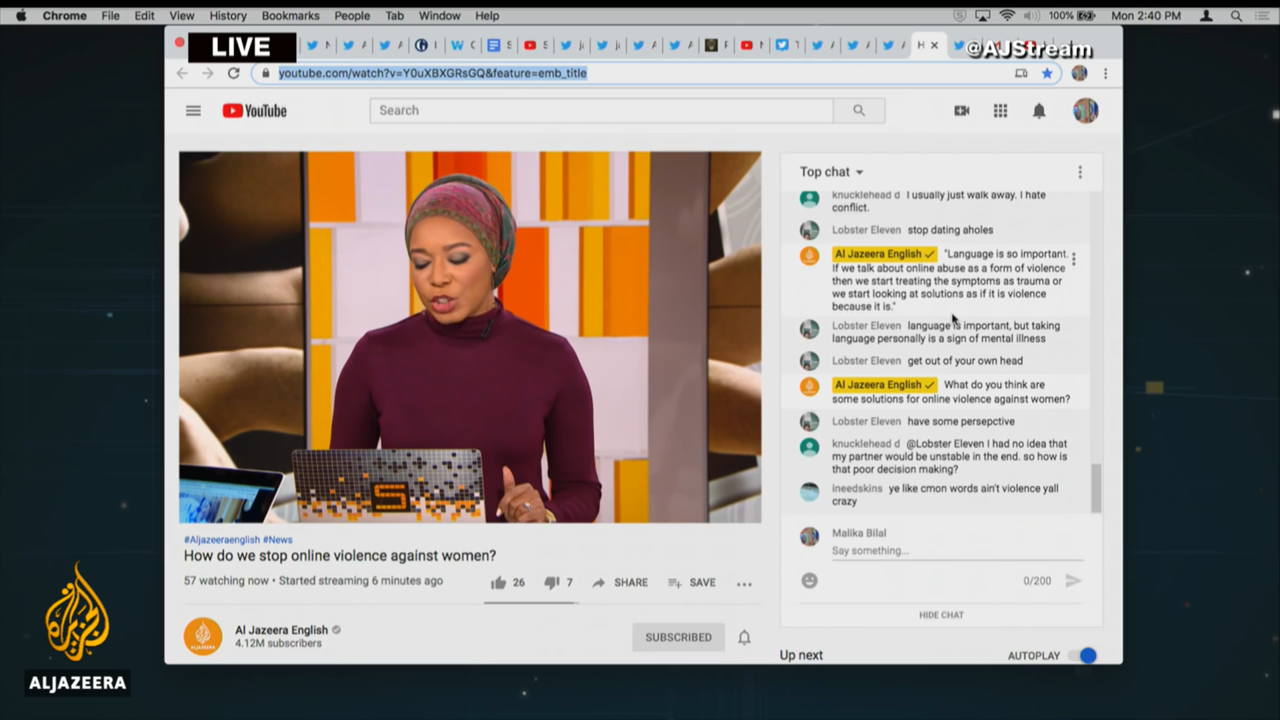 Chrome File Edit View History Bookmarks People Tab Window Help
100% Mon 2:40 PM
LIVE
@AJStream
youtube.com/watch?v=Y0uXBXGRsGQ&feature=emb_title
YouTube
Search
Top chat
knucklehead d I usually just walk away. I hate
conflict.
Lobster Eleven stop dating aholes
Al Jazeera English "Language is so important.
If we talk about online abuse as a form of violence
then we start treating the symptoms as trauma or
we start looking at solutions as if it is violence
because it is."
Lobster Eleven language is important, but taking
language personally is a sign of mental illness
Lobster Eleven get out of your own head
Al Jazeera English What do you think are
some solutions for online violence against women?
Lobster Eleven have some persepctive
knucklehead d @Lobster Eleven I had no idea that
my partner would be unstable in the end. so how is
that poor decision making?
ineedskins ye like cmon words ain't violence yall
crazy
Malika Bilal
Say something...
0/200
HIDE CHAT
#Aljazeeraenglish #News
How do we stop online violence against women?
57 watching now • Started streaming 6 minutes ago
26 7 SHARE SAVE
Al Jazeera English
4.12M subscribers
SUBSCRIBED
Up next
AUTOPLAY
ALJAZEERA